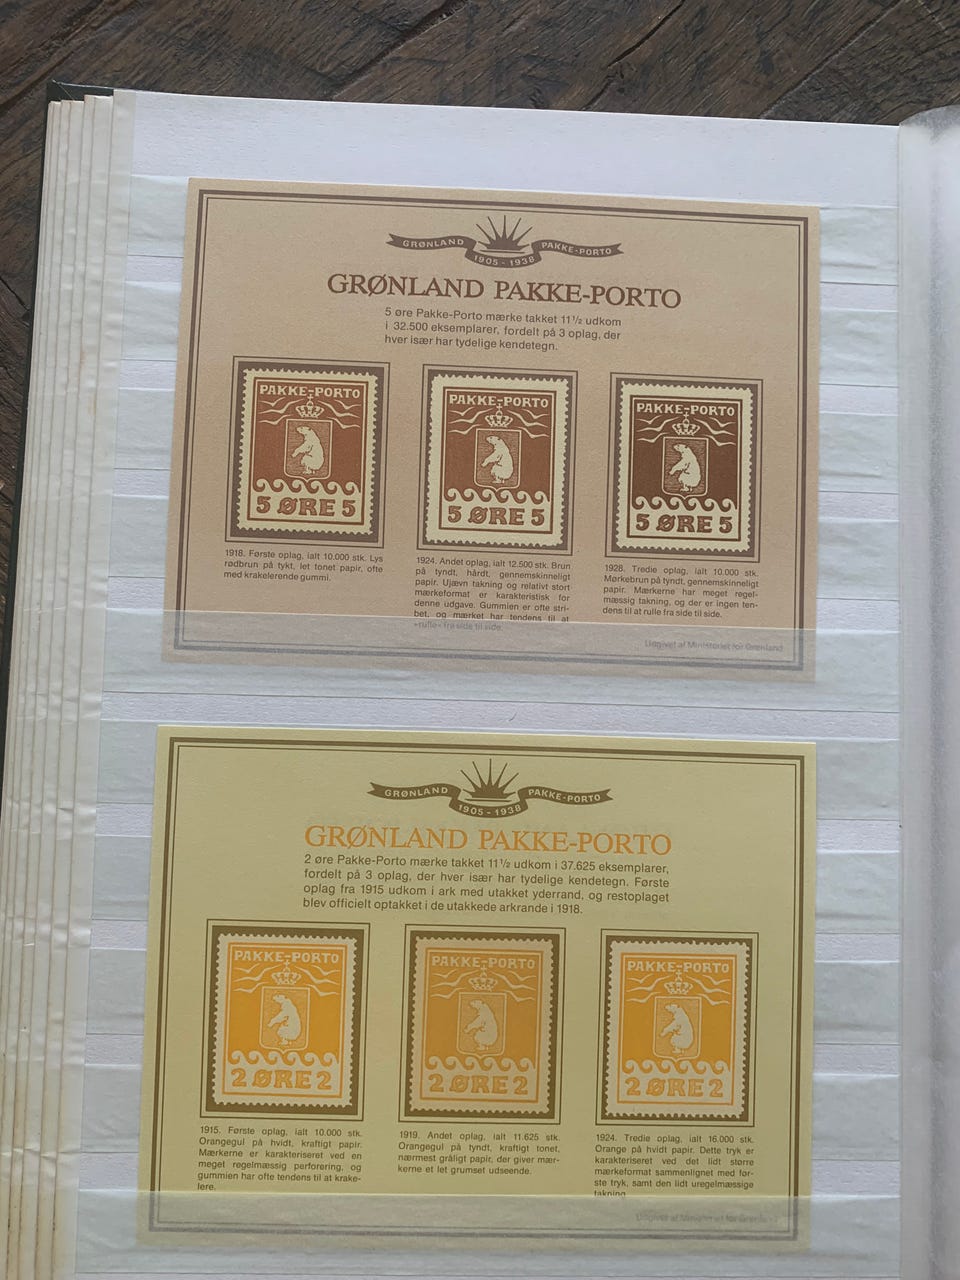 GRØNLAND PAKKE-PORTO
1905 - 1938
GRØNLAND PAKKE-PORTO
5 øre Pakke-Porto mærke takket 11½ udkom
i 32.500 eksemplarer, fordelt på 3 oplag, der
hver især har tydelige kendetegn.
PAKKE-PORTO
5 ØRE 5
PAKKE-PORTO
5 ØRE 5
PAKKE-PORTO
5 ØRE 5
1918. Første oplag, ialt 10.000 stk. Lys
rødbrun på tykt, let tonet papir, ofte
med krakelerende gummi.
1924. Andet oplag, ialt 12.500 stk. Brun
på tyndt, hårdt, gennemskinneligt
papir. Ujævn takning og relativt stort
mærkeformat er karakteristisk for
denne udgave. Gummien er ofte stri-
bet, og mærket har tendens til at
»rulle« fra side til side.
1928. Tredie oplag, ialt 10.000 stk.
Mørkebrun på tyndt, gennemskinneligt
papir. Mærkerne har meget regel-
mæssig takning, og der er ingen ten-
dens til at rulle fra side til side.
Udgivet af Ministeriet for Grønland
GRØNLAND PAKKE-PORTO
1905 - 1938
GRØNLAND PAKKE-PORTO
2 øre Pakke-Porto mærke takket 11½ udkom i 37.625 eksemplarer,
fordelt på 3 oplag, der hver især har tydelige kendetegn. Første
oplag fra 1915 udkom i ark med utakket yderrand, og restoplaget
blev officielt optakket i de utakkede arkrande i 1918.
PAKKE-PORTO
2 ØRE 2
PAKKE-PORTO
2 ØRE 2
PAKKE-PORTO
2 ØRE 2
1915. Første oplag, ialt 10.000 stk.
Orangegul på hvidt, kraftigt papir.
Mærkerne er karakteriseret ved en
meget regelmæssig perforering, og
gummien har ofte tendens til at krake-
lere.
1919. Andet oplag, ialt 11.625 stk.
Orangegul på tyndt, kraftigt tonet,
nærmest gråligt papir, der giver mær-
kerne et let grumset udseende.
1924. Tredie oplag, ialt 16.000 stk.
Orange på hvidt papir. Dette tryk er
karakteriseret ved det lidt større
mærkeformat sammenlignet med før-
ste tryk, samt den lidt uregelmæssige
takning.
Udgivet af Ministeriet for Grønland